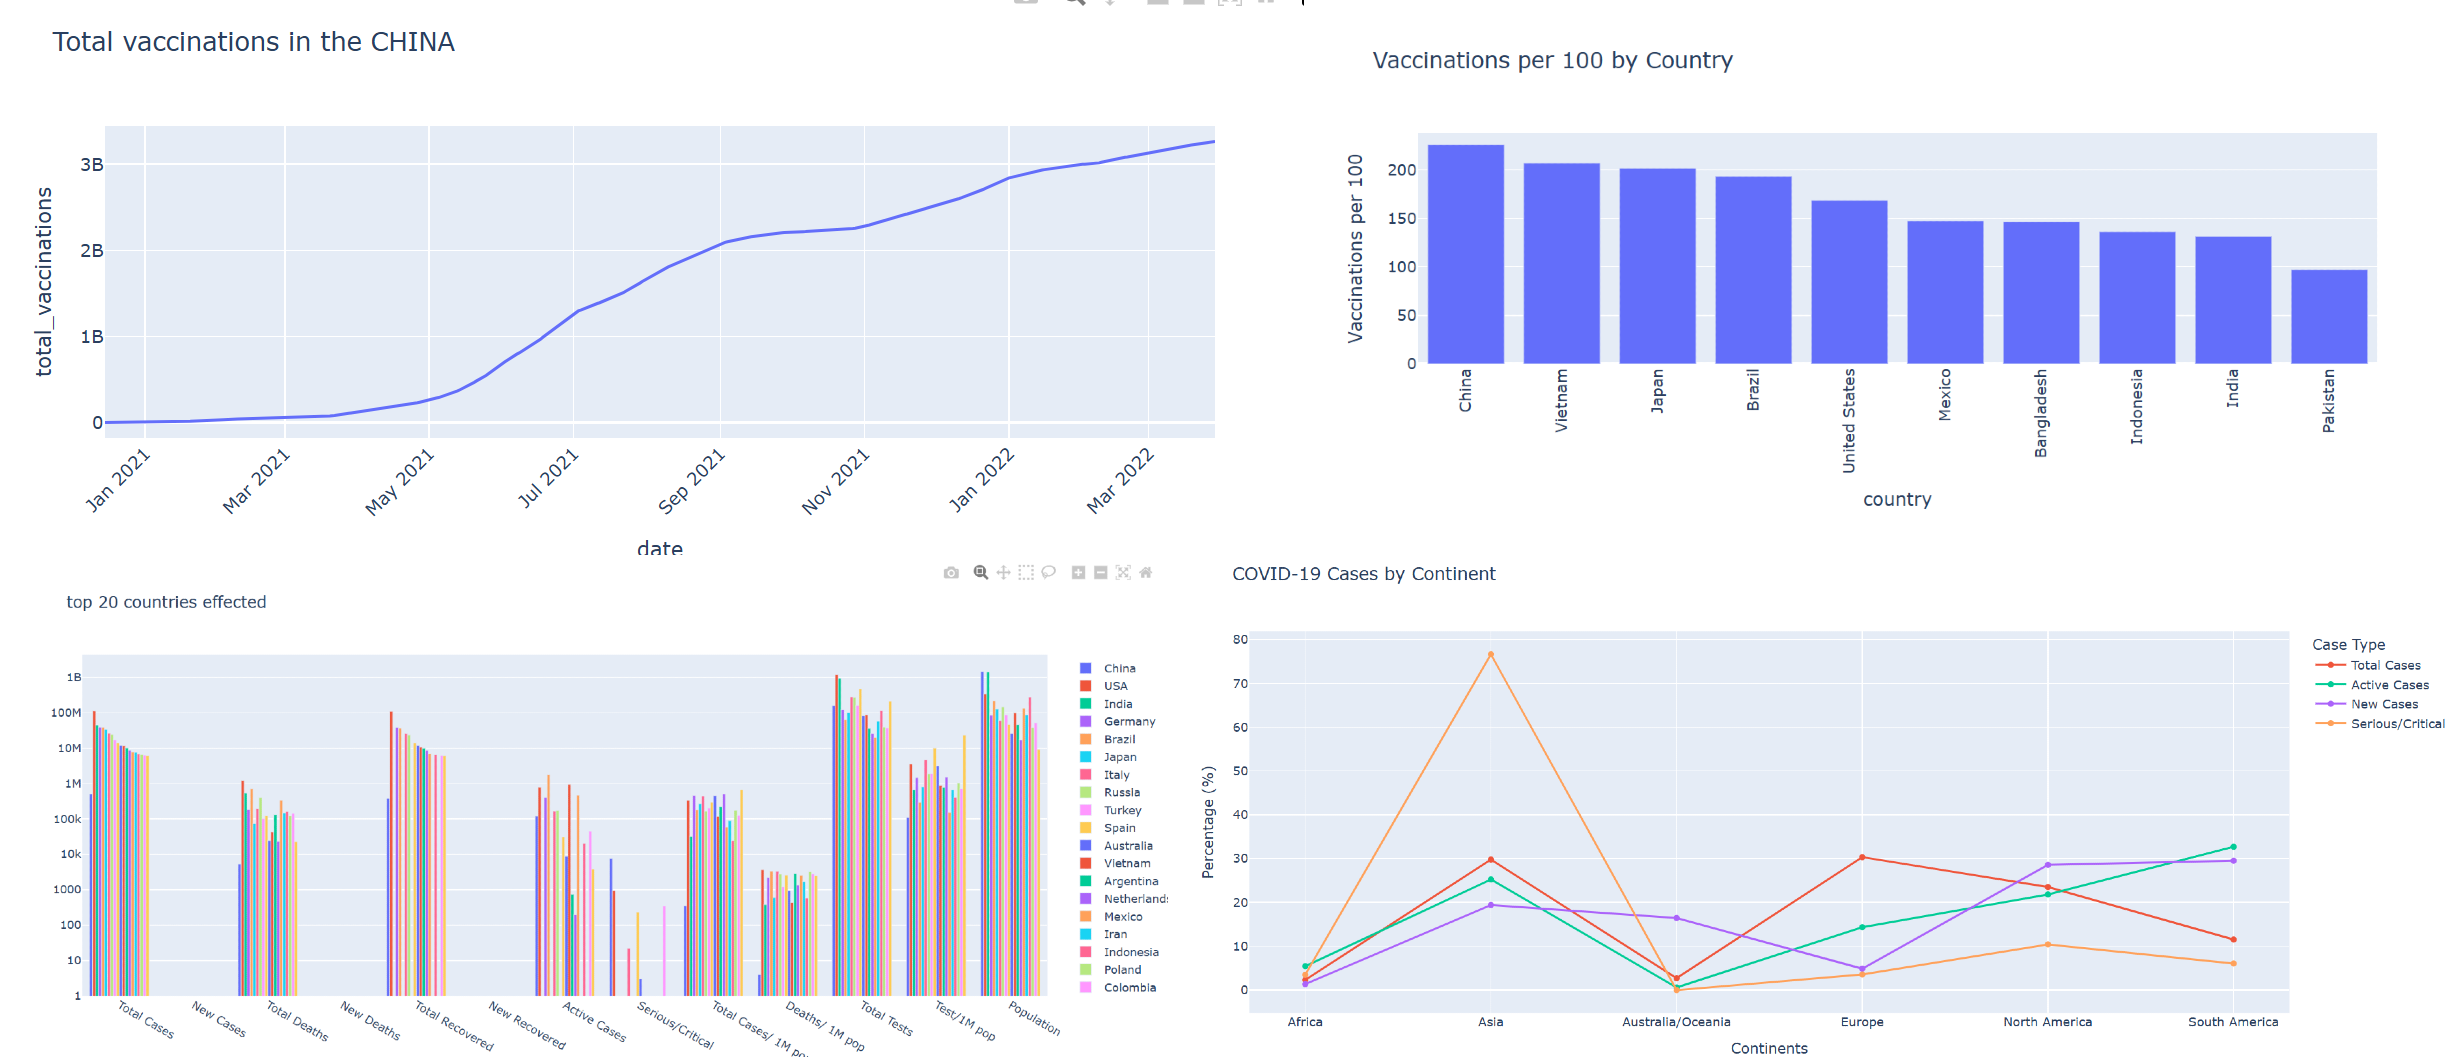 Total vaccinations in the CHINA
total_vaccinations
3B
2B
1B
0
Jan 2021
Mar 2021
May 2021
Jul 2021
Sep 2021
Nov 2021
Jan 2022
Mar 2022
date
Vaccinations per 100 by Country
Vaccinations per 100
200
150
100
50
0
China
Vietnam
Japan
Brazil
United States
Mexico
Bangladesh
Indonesia
India
Pakistan
country
top 20 countries effected
1B
100M
10M
1M
100k
10k
1000
100
10
1
Total Cases
New Cases
Total Deaths
New Deaths
Total Recovered
New Recovered
Active Cases
Serious/Critical
Total Cases/ 1M po
Deaths/ 1M pop
Total Tests
Test/1M pop
Population
China
USA
India
Germany
Brazil
Japan
Italy
Russia
Turkey
Spain
Australia
Vietnam
Argentina
Netherlands
Mexico
Iran
Indonesia
Poland
Colombia
COVID-19 Cases by Continent
Percentage (%)
80
70
60
50
40
30
20
10
0
Africa
Asia
Australia/Oceania
Europe
North America
South America
Continents
Case Type
Total Cases
Active Cases
New Cases
Serious/Critical